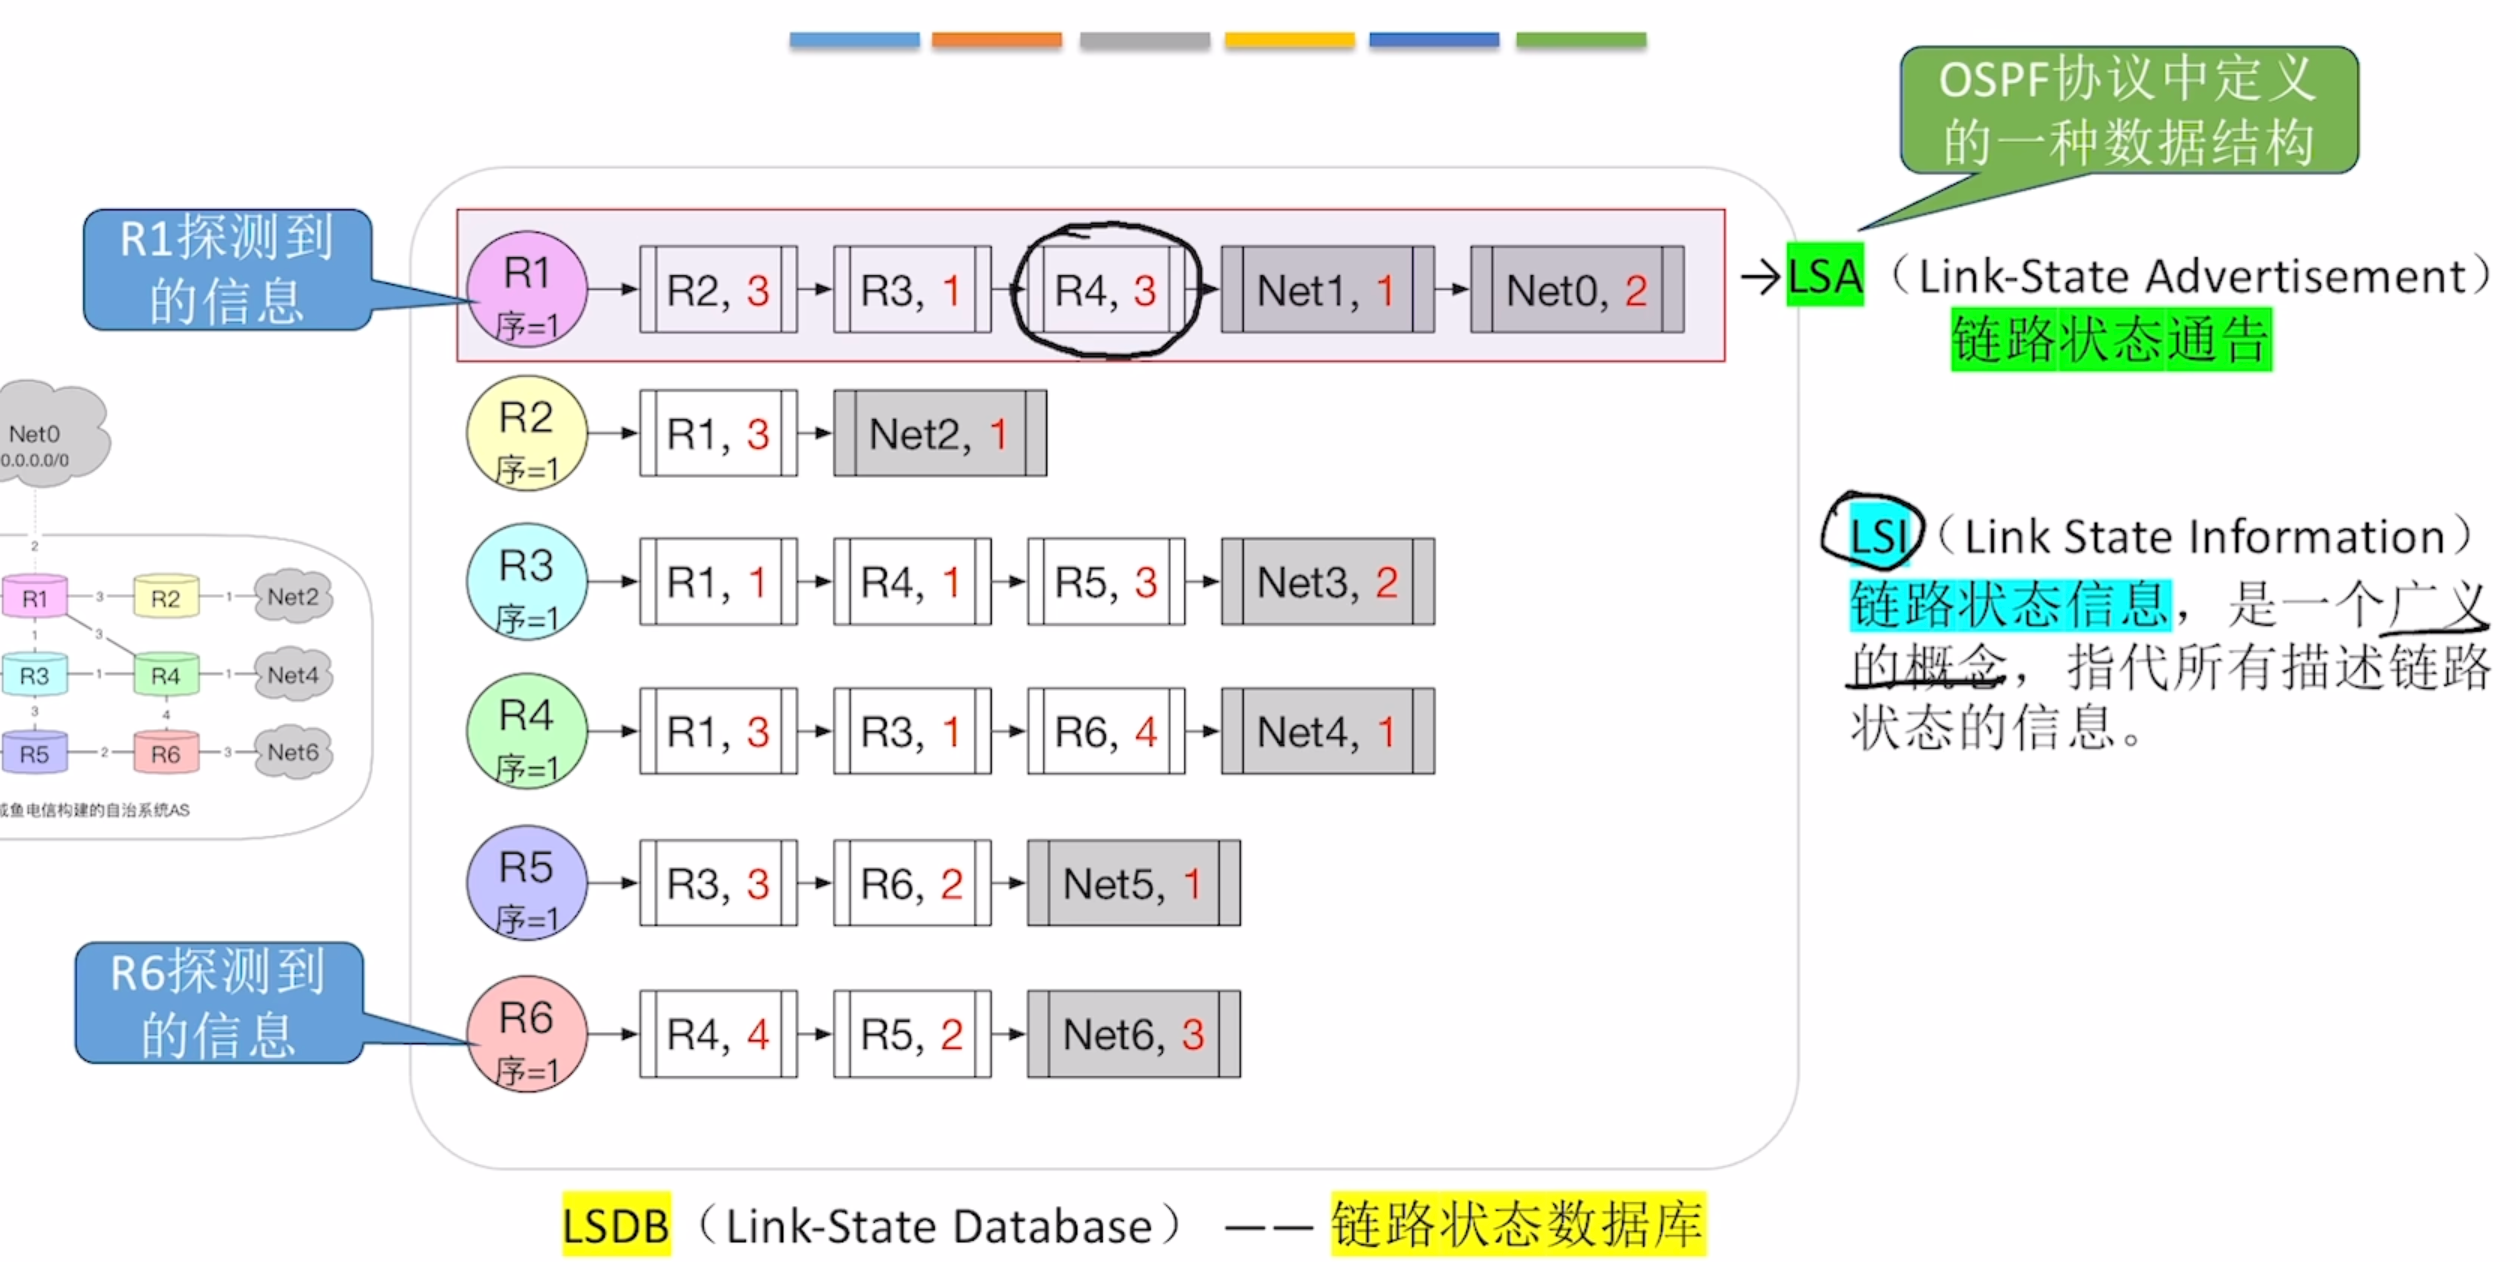 OSPF协议中定义
的一种数据结构
R1探测到
的信息
R1
序=1
R2, 3
R3, 1
R4, 3
Net1, 1
Net0, 2
→LSA（Link-State Advertisement）
链路状态通告
R2
序=1
R1, 3
Net2, 1
R3
序=1
R1, 1
R4, 1
R5, 3
Net3, 2
R4
序=1
R1, 3
R3, 1
R6, 4
Net4, 1
R5
序=1
R3, 3
R6, 2
Net5, 1
R6探测到
的信息
R6
序=1
R4, 4
R5, 2
Net6, 3
LSI（Link State Information）
链路状态信息，是一个广义
的概念，指代所有描述链路
状态的信息。
Net0
0.0.0.0/0
2
R1
3
R2
1
Net2
1
3
R3
1
R4
1
Net4
3
4
R5
2
R6
3
Net6
咸鱼电信构建的自治系统AS
LSDB（Link-State Database）——链路状态数据库